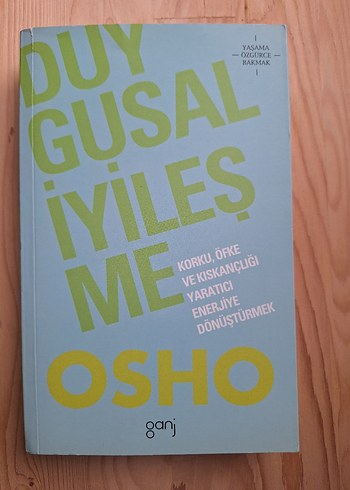 YAŞAMA
ÖZGÜRCE
BAKMAK
DUY
GUSAL
İYİLEŞ
ME
KORKU, ÖFKE
VE KISKANÇLIĞI
YARATICI
ENERJİYE
DÖNÜŞTÜRMEK
OSHO
ganj